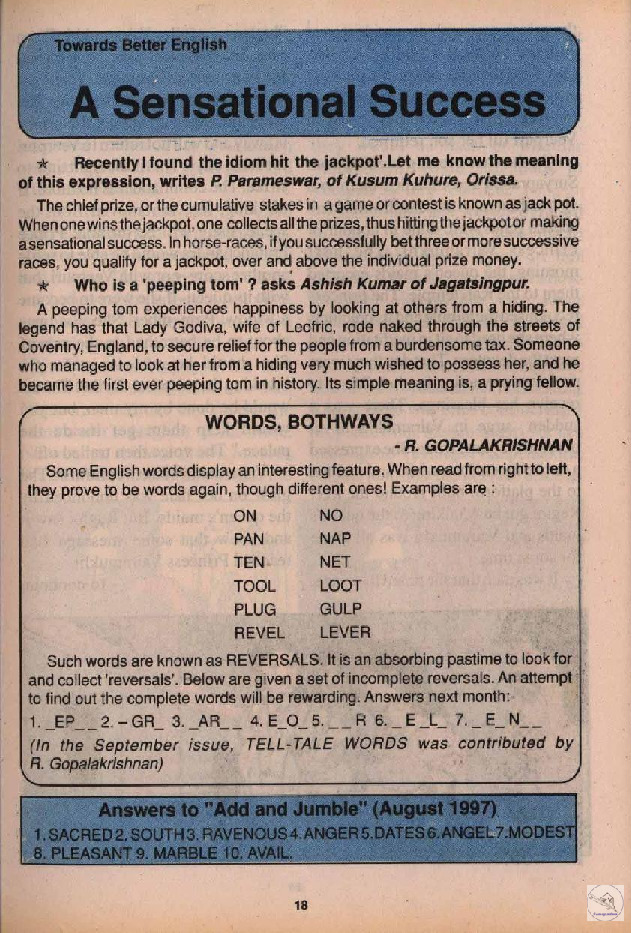 Towards Better English
A Sensational Success
★ Recently I found the idiom hit the jackpot'.Let me know the meaning
of this expression, writes P. Parameswar, of Kusum Kuhure, Orissa.
The chief prize, or the cumulative stakes in a game or contest is known as jack pot.
When one wins the jackpot, one collects all the prizes, thus hitting the jackpot or making
a sensational success. In horse-races, if you successfully bet three or more successive
races, you qualify for a jackpot, over and above the individual prize money.
★ Who is a 'peeping tom' ? asks Ashish Kumar of Jagatsingpur.
A peeping tom experiences happiness by looking at others from a hiding. The
legend has that Lady Godiva, wife of Leofric, rode naked through the streets of
Coventry, England, to secure relief for the people from a burdensome tax. Someone
who managed to look at her from a hiding very much wished to possess her, and he
became the first ever peeping tom in history. Its simple meaning is, a prying fellow.
WORDS, BOTHWAYS
- R. GOPALAKRISHNAN
Some English words display an interesting feature. When read from right to left,
they prove to be words again, though different ones! Examples are :
ON NO
PAN NAP
TEN NET
TOOL LOOT
PLUG GULP
REVEL LEVER
Such words are known as REVERSALS. It is an absorbing pastime to look for
and collect 'reversals'. Below are given a set of incomplete reversals. An attempt
to find out the complete words will be rewarding. Answers next month:
1. _EP_ _ 2. – GR_ 3. _AR_ _ 4. E_O_ 5. _ _ R 6. _ E _L_ 7. _ E_ N_ _
(In the September issue, TELL-TALE WORDS was contributed by
R. Gopalakrishnan)
Answers to "Add and Jumble" (August 1997)
1. SACRED 2. SOUTH 3. RAVENOUS 4. ANGER 5. DATES 6. ANGEL 7. MODEST
8. PLEASANT 9. MARBLE 10. AVAIL.
18